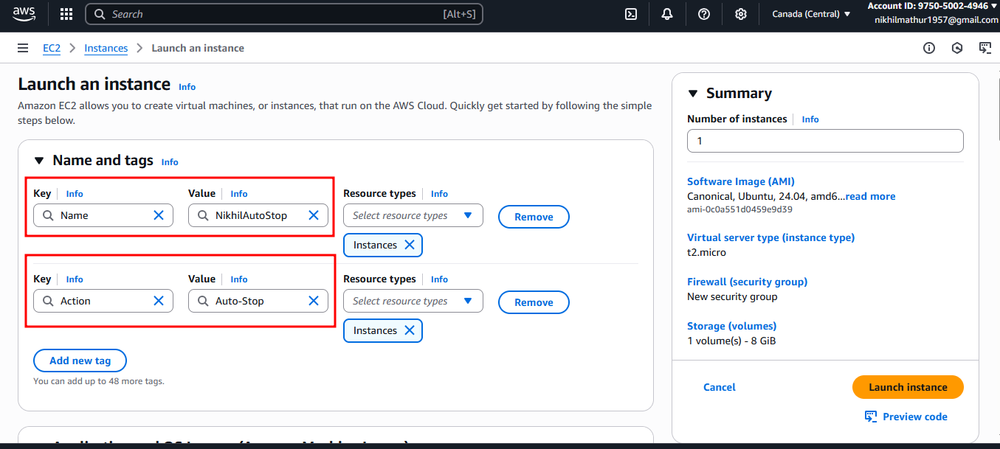 aws
Search
[Alt+S]
Canada (Central)
Account ID: 9750-5002-4946
nikhilmathur1957@gmail.com
EC2 > Instances > Launch an instance
Launch an instance Info
Amazon EC2 allows you to create virtual machines, or instances, that run on the AWS Cloud. Quickly get started by following the simple
steps below.
Name and tags Info
Key Info Value Info Resource types Info
Name NikhilAutoStop Select resource types Remove
Instances
Key Info Value Info Resource types Info
Action Auto-Stop Select resource types Remove
Instances
Add new tag
You can add up to 48 more tags.
Summary
Number of instances Info
1
Software Image (AMI)
Canonical, Ubuntu, 24.04, amd6...read more
ami-0c0a551d0459e9d39
Virtual server type (instance type)
t2.micro
Firewall (security group)
New security group
Storage (volumes)
1 volume(s) - 8 GiB
Cancel Launch instance
Preview code